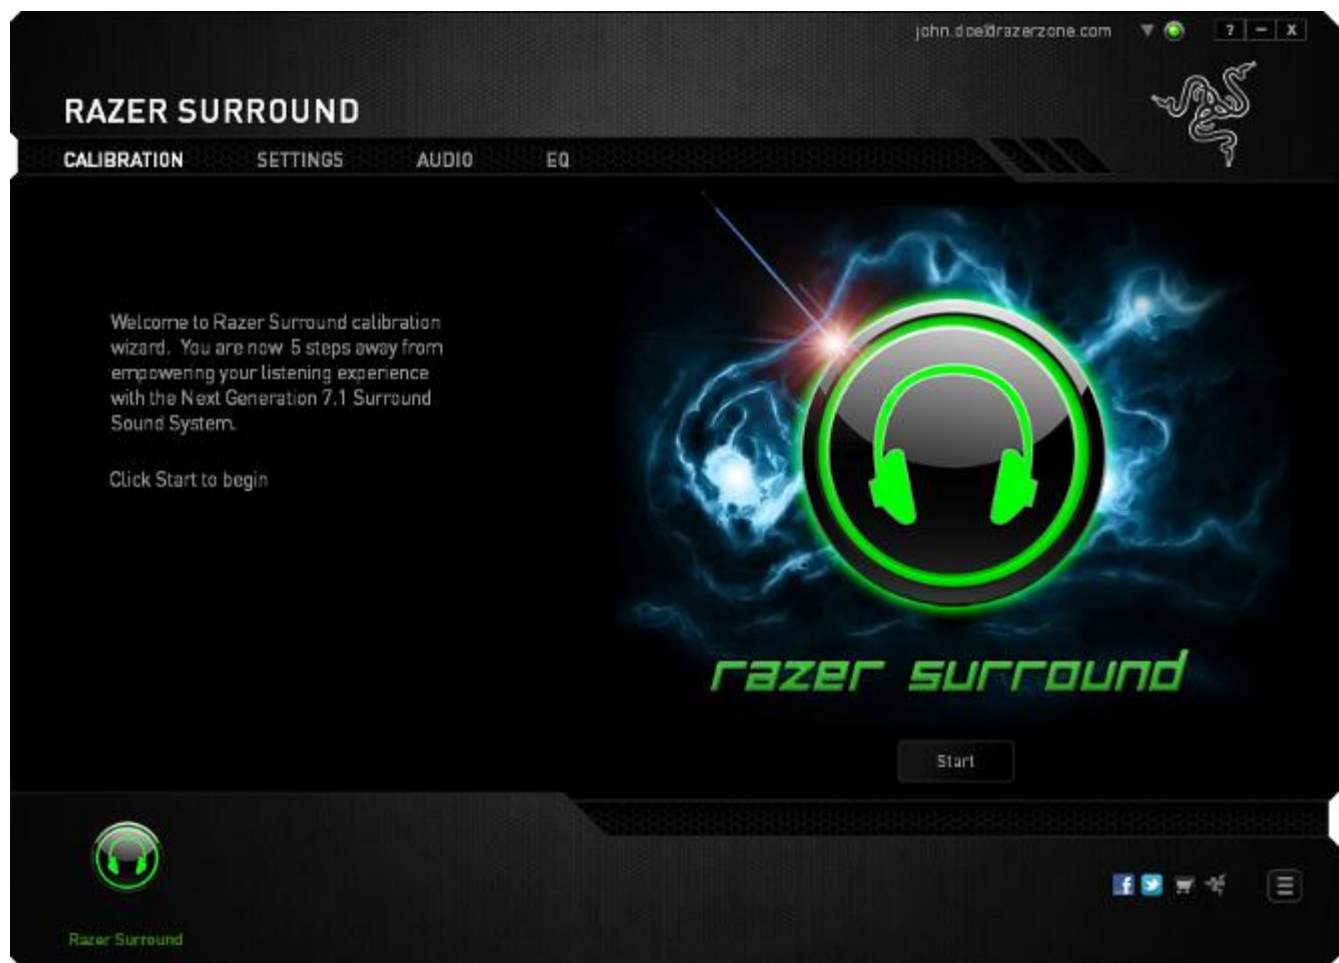 john.doe@razerzone.com
? – X
RAZER SURROUND
CALIBRATION SETTINGS AUDIO EQ
Welcome to Razer Surround calibration
wizard. You are now 5 steps away from
empowering your listening experience
with the Next Generation 7.1 Surround
Sound System.
Click Start to begin
razer surround
Start
f
Razer Surround